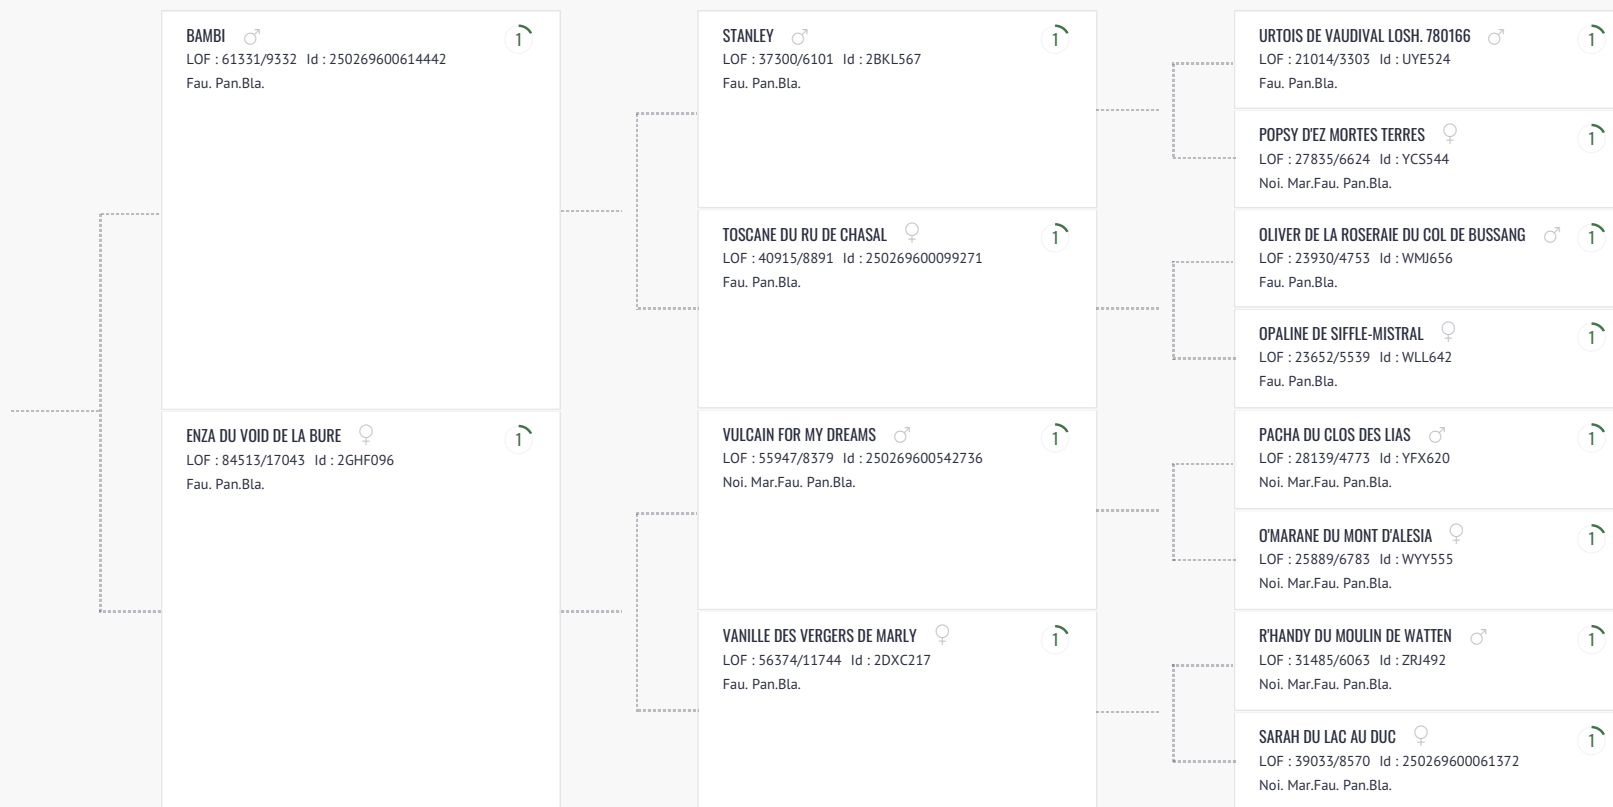 BAMBI
1
LOF : 61331/9332 Id : 250269600614442
Fau. Pan.Bla.
ENZA DU VOID DE LA BURE
1
LOF : 84513/17043 Id : 2GHF096
Fau. Pan.Bla.
STANLEY
1
LOF : 37300/6101 Id : 2BKL567
Fau. Pan.Bla.
TOSCANE DU RU DE CHASAL
1
LOF : 40915/8891 Id : 250269600099271
Fau. Pan.Bla.
VULCAIN FOR MY DREAMS
1
LOF : 55947/8379 Id : 250269600542736
Noi. Mar.Fau. Pan.Bla.
VANILLE DES VERGERS DE MARLY
1
LOF : 56374/11744 Id : 2DXC217
Fau. Pan.Bla.
URTOIS DE VAUDIVAL LOSH. 780166
1
LOF : 21014/3303 Id : UYE524
Fau. Pan.Bla.
POPSY D'EZ MORTES TERRES
1
LOF : 27835/6624 Id : YCS544
Noi. Mar.Fau. Pan.Bla.
OLIVER DE LA ROSERAIE DU COL DE BUSSANG
1
LOF : 23930/4753 Id : WMJ656
Fau. Pan.Bla.
OPALINE DE SIFFLE-MISTRAL
1
LOF : 23652/5539 Id : WLL642
Fau. Pan.Bla.
PACHA DU CLOS DES LIAS
1
LOF : 28139/4773 Id : YFX620
Noi. Mar.Fau. Pan.Bla.
O'MARANE DU MONT D'ALESIA
1
LOF : 25889/6783 Id : WYY555
Noi. Mar.Fau. Pan.Bla.
R'HANDY DU MOULIN DE WATTEN
1
LOF : 31485/6063 Id : ZRJ492
Noi. Mar.Fau. Pan.Bla.
SARAH DU LAC AU DUC
1
LOF : 39033/8570 Id : 250269600061372
Noi. Mar.Fau. Pan.Bla.